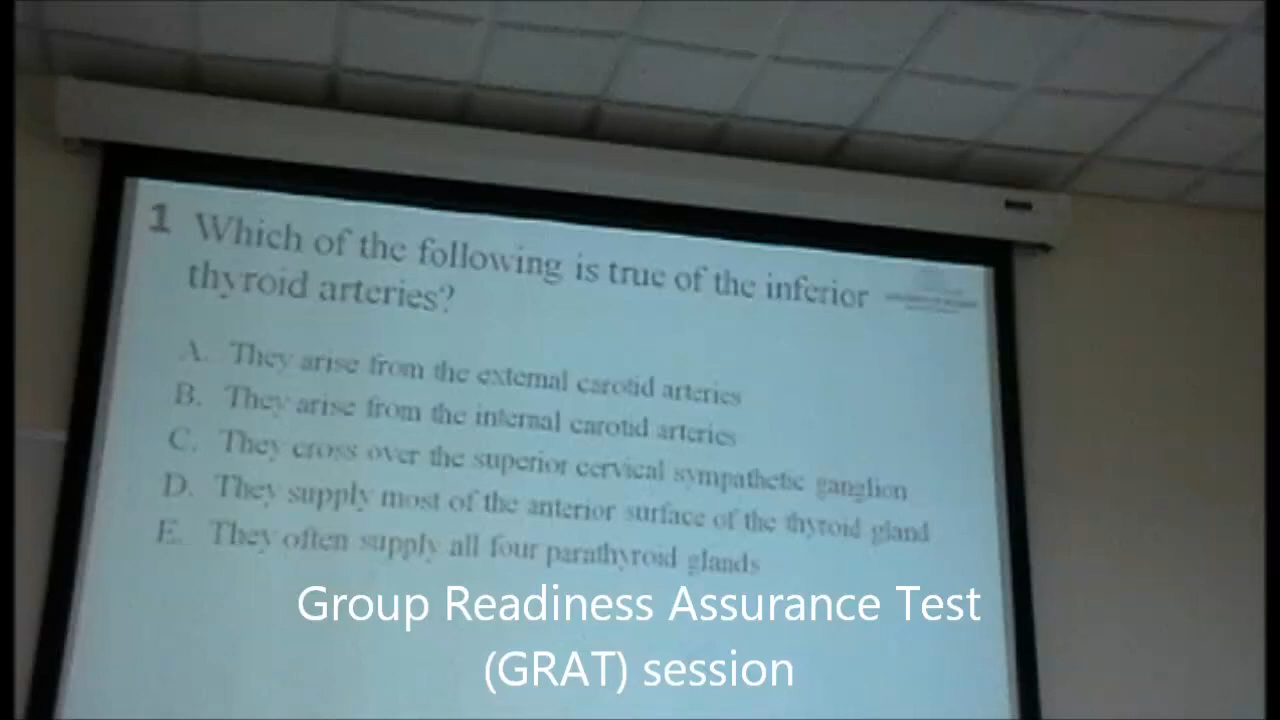 1 Which of the following is true of the inferior
thyroid arteries?
A. They arise from the external carotid arteries
B. They arise from the internal carotid arteries
C. They cross over the superior cervical sympathetic ganglion
D. They supply most of the anterior surface of the thyroid gland
E. They often supply all four parathyroid glands
Group Readiness Assurance Test
(GRAT) session